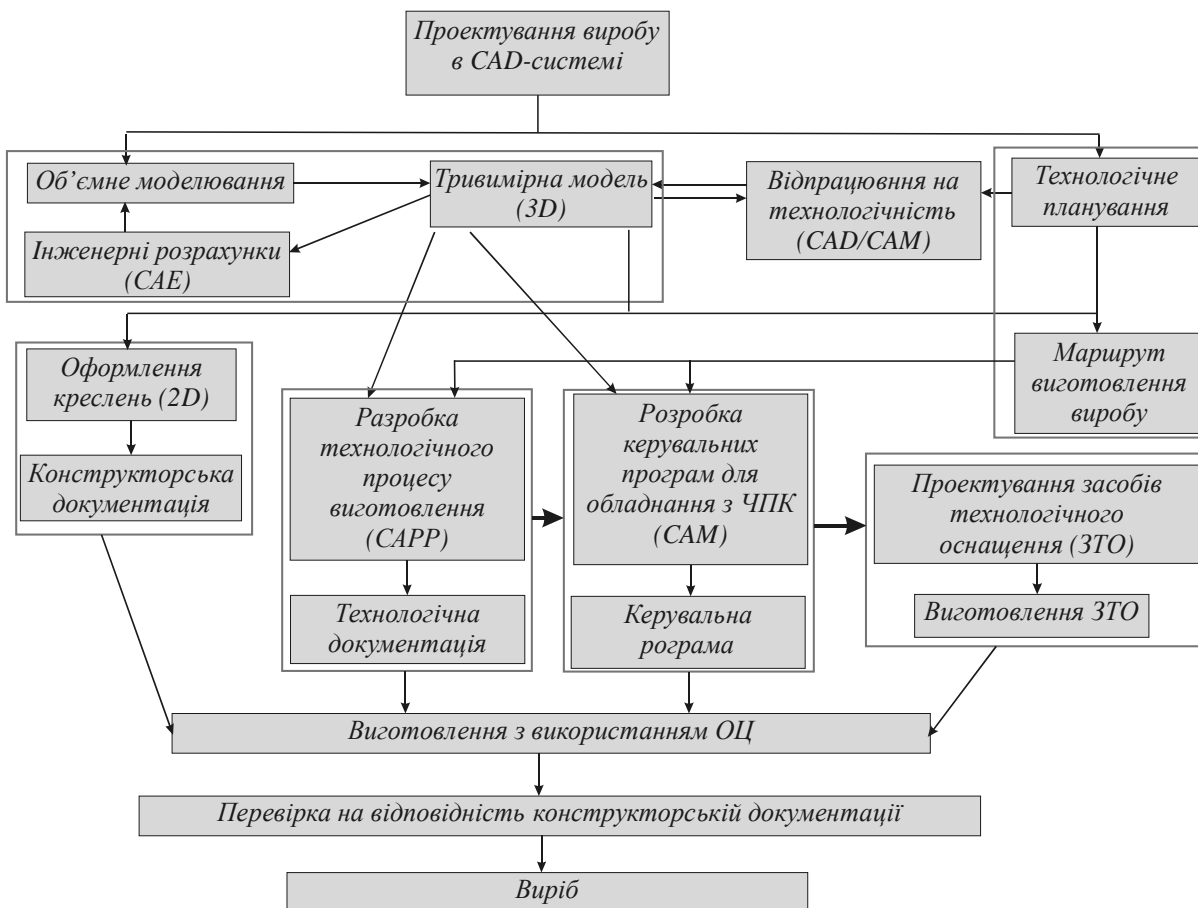 Проектування виробу
в CAD-системі
Об’ємне моделювання
Тривимірна модель
(3D)
Відпрацювння на
технологічність
(CAD/CAM)
Технологічне
планування
Інженерні розрахунки
(CAE)
Оформлення
креслень (2D)
Маршрут
виготовлення
виробу
Конструкторська
документація
Разробка
технологічного
процесу
виготовлення
(CAPP)
Розробка
керувальних
програм для
обладнання з ЧПК
(CAM)
Проектування засобів
технологічного
оснащення (ЗТО)
Технологічна
документація
Керувальна
рограма
Виготовлення ЗТО
Виготовлення з використанням ОЦ
Перевірка на відповідність конструкторській документації
Виріб